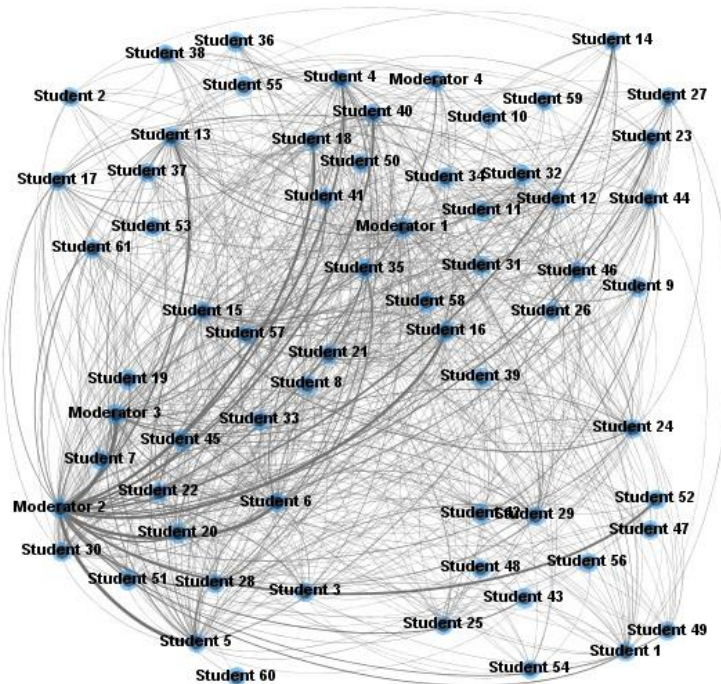 Student 36
Student 14
Student 38
Student 55
Student 4
Moderator 4
Student 2
Student 59
Student 27
Student 40
Student 10
Student 13
Student 18
Student 23
Student 50
Student 17
Student 37
Student 34
Student 32
Student 41
Student 12
Student 44
Student 11
Student 53
Moderator 1
Student 61
Student 35
Student 31
Student 46
Student 9
Student 58
Student 15
Student 26
Student 57
Student 16
Student 21
Student 19
Student 8
Student 39
Moderator 3
Student 33
Student 24
Student 45
Student 7
Student 22
Student 6
Student 52
Moderator 2
Student 29
Student 20
Student 47
Student 30
Student 56
Student 48
Student 51
Student 28
Student 3
Student 43
Student 25
Student 49
Student 5
Student 1
Student 60
Student 54